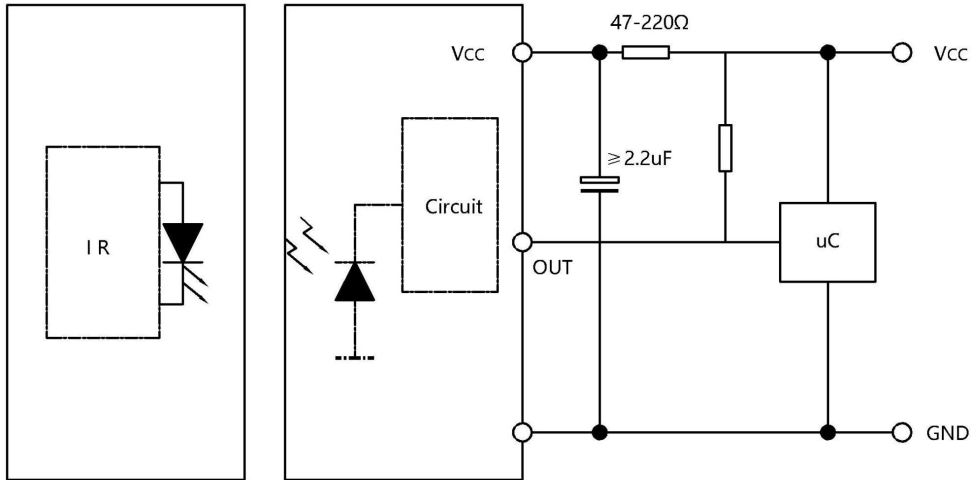 47-220Ω
Vcc
Vcc
≥2.2uF
Circuit
I R
uC
OUT
GND